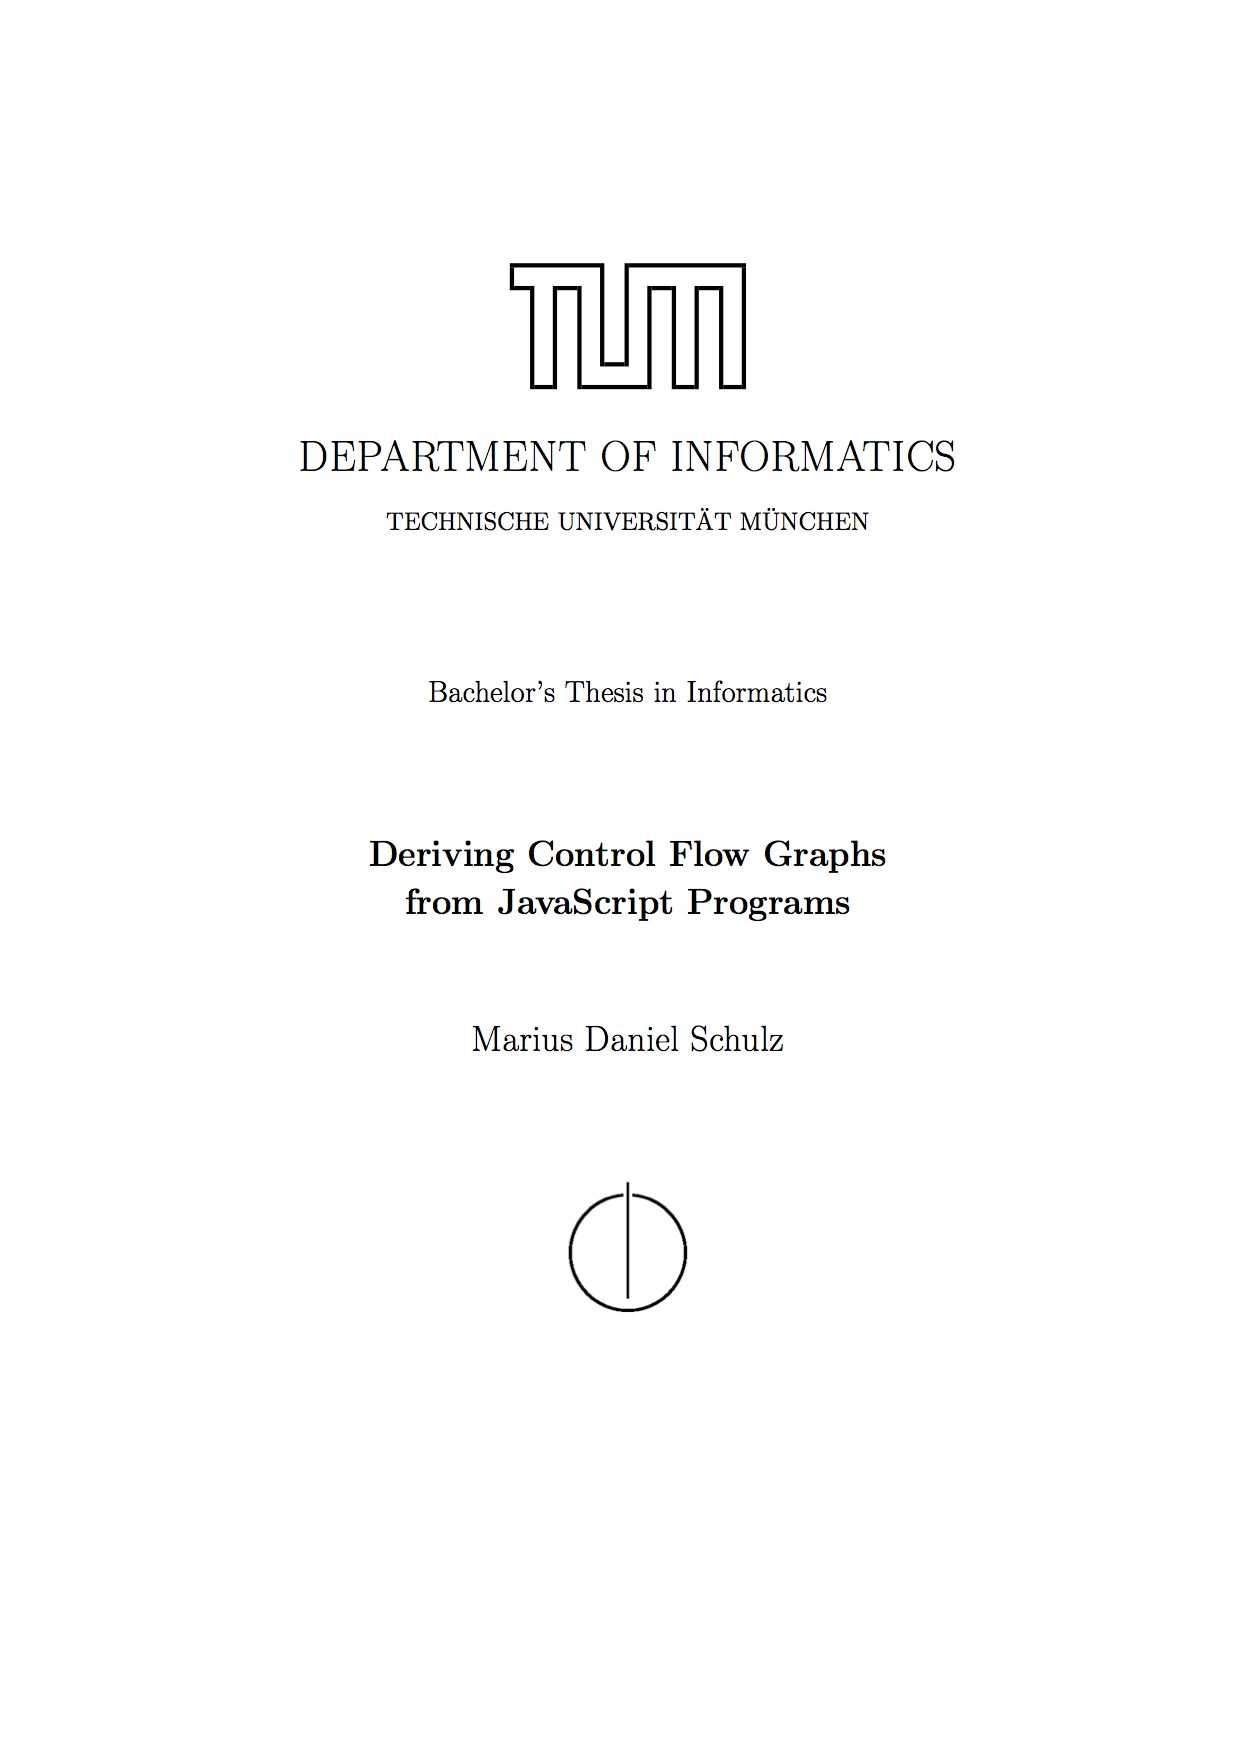 TUM
DEPARTMENT OF INFORMATICS
TECHNISCHE UNIVERSITÄT MÜNCHEN
Bachelor's Thesis in Informatics
Deriving Control Flow Graphs
from JavaScript Programs
Marius Daniel Schulz